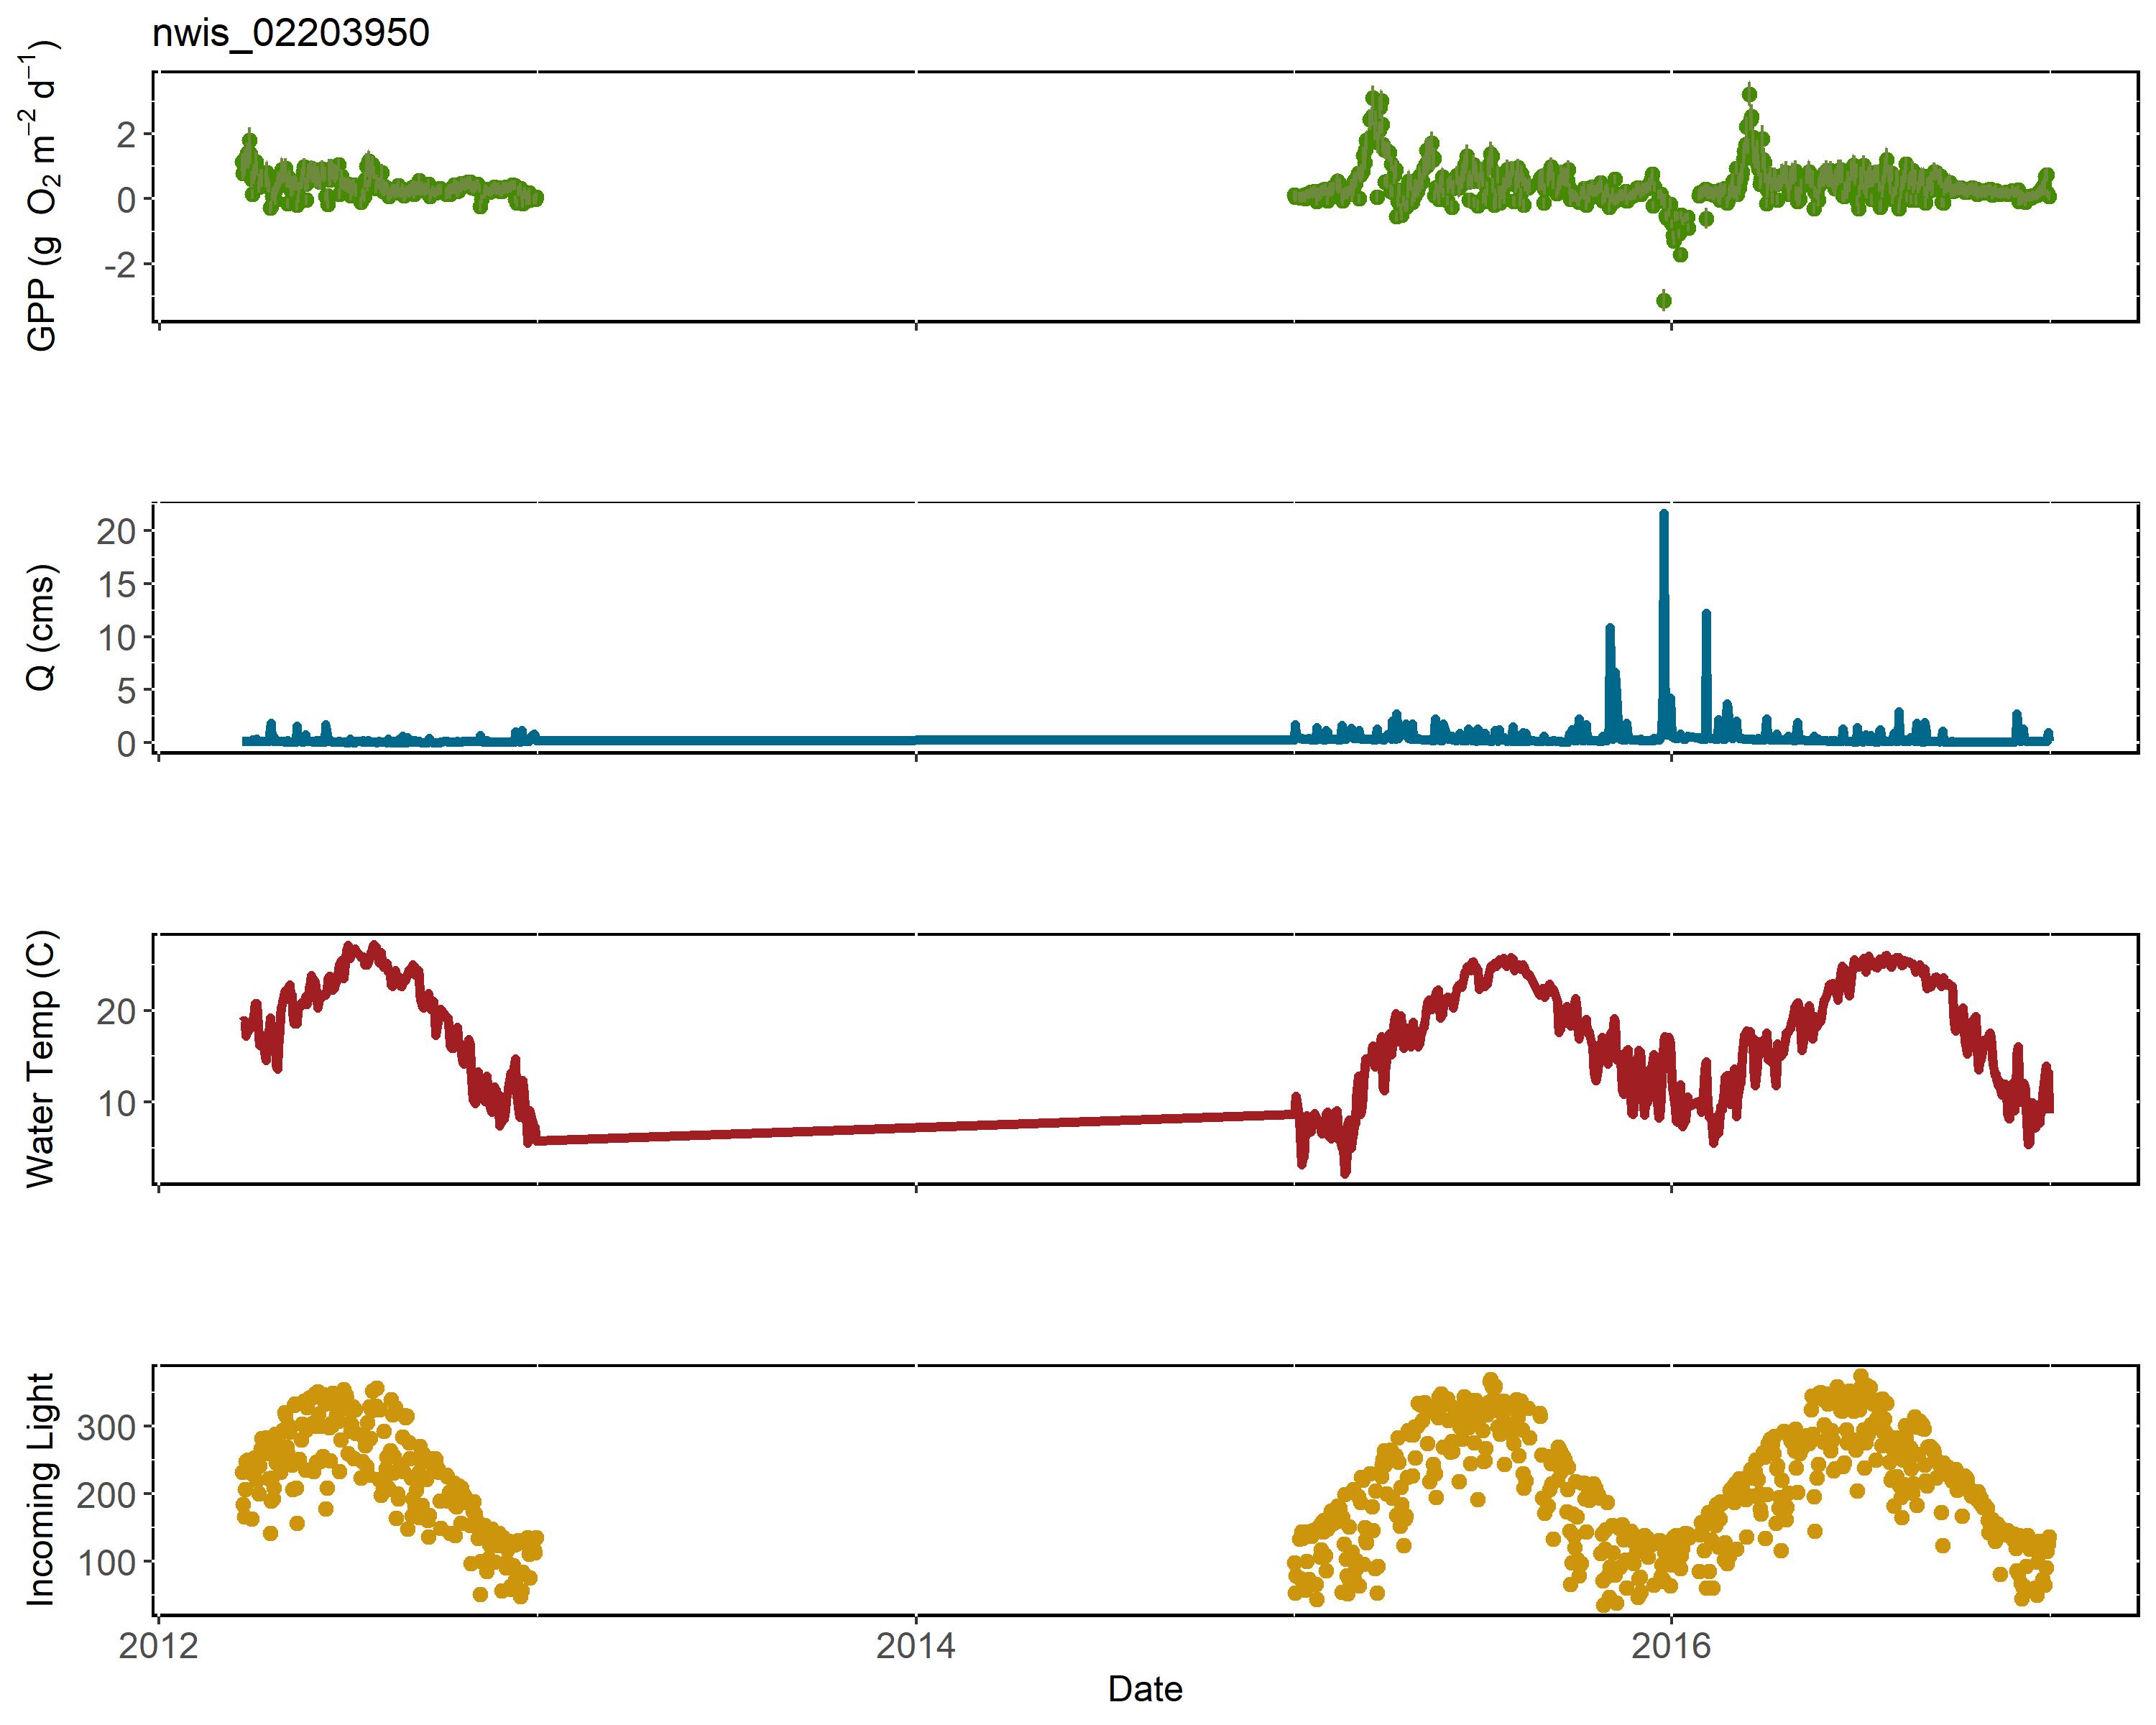 nwis_02203950
GPP (g O₂ m⁻² d⁻¹)
2
0
-2
Q (cms)
20
15
10
5
0
Water Temp (C)
20
10
Incoming Light
300
200
100
2012 2014 2016
Date